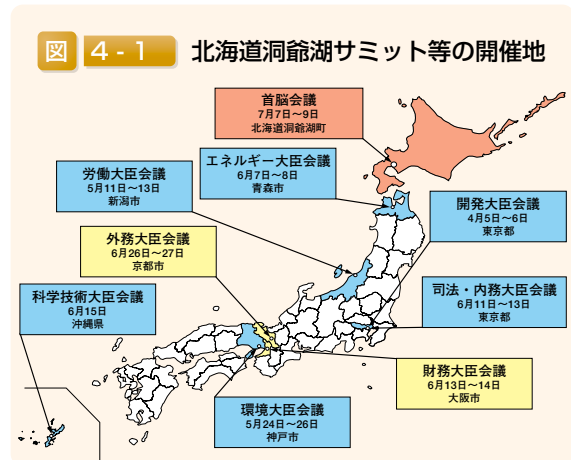 図 4-1 北海道洞爺湖サミット等の開催地
首脳会議
7月7日〜9日
北海道洞爺湖町
エネルギー大臣会議
6月7日〜8日
青森市
労働大臣会議
5月11日〜13日
新潟市
開発大臣会議
4月5日〜6日
東京都
外務大臣会議
6月26日〜27日
京都市
科学技術大臣会議
6月15日
沖縄県
司法・内務大臣会議
6月11日〜13日
東京都
財務大臣会議
6月13日〜14日
大阪市
環境大臣会議
5月24日〜26日
神戸市